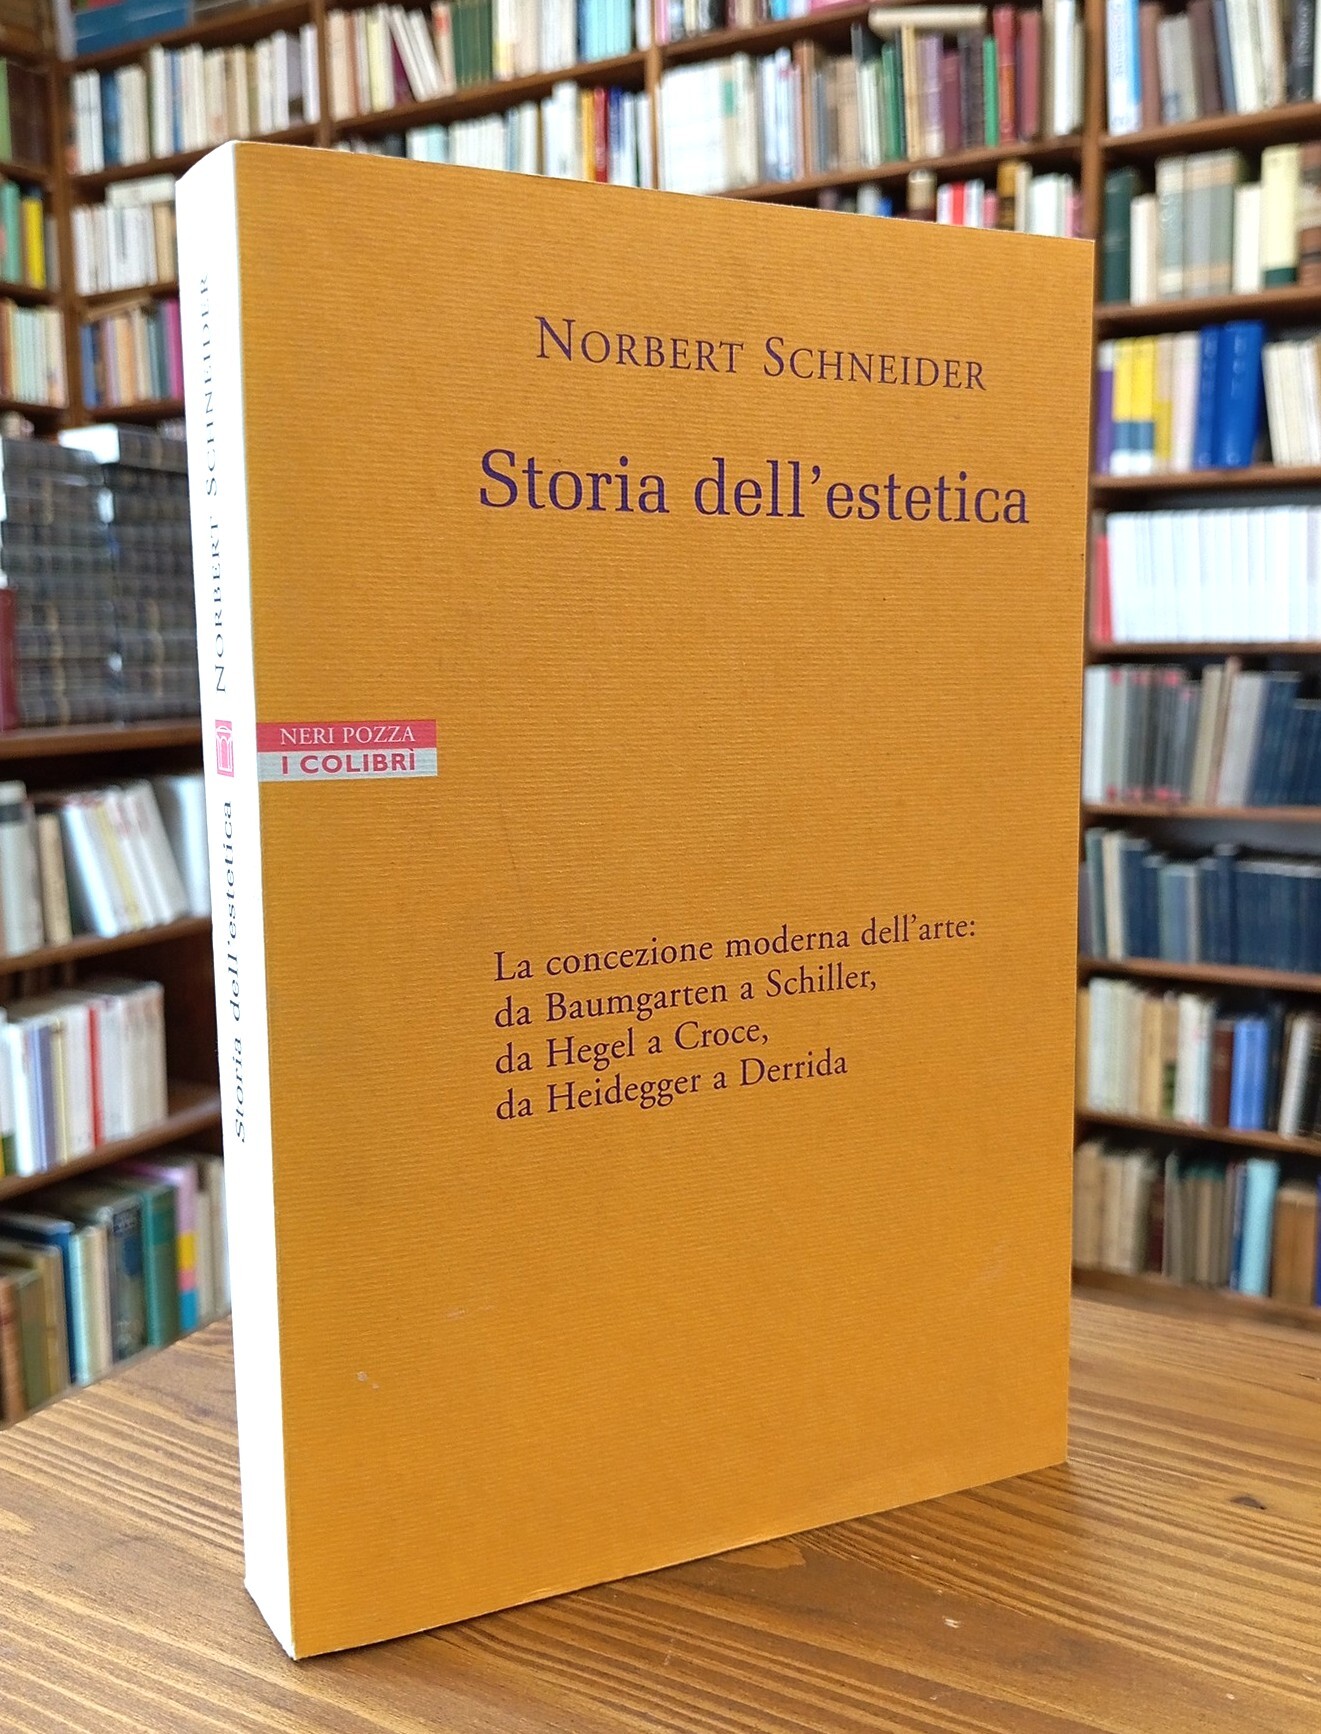 NORBERT SCHNEIDER
Storia dell'estetica
NERI POZZA
I COLIBRÌ
La concezione moderna dell'arte:
da Baumgarten a Schiller,
da Hegel a Croce,
da Heidegger a Derrida
NORBERT SCHNEIDER
Storia dell'estetica